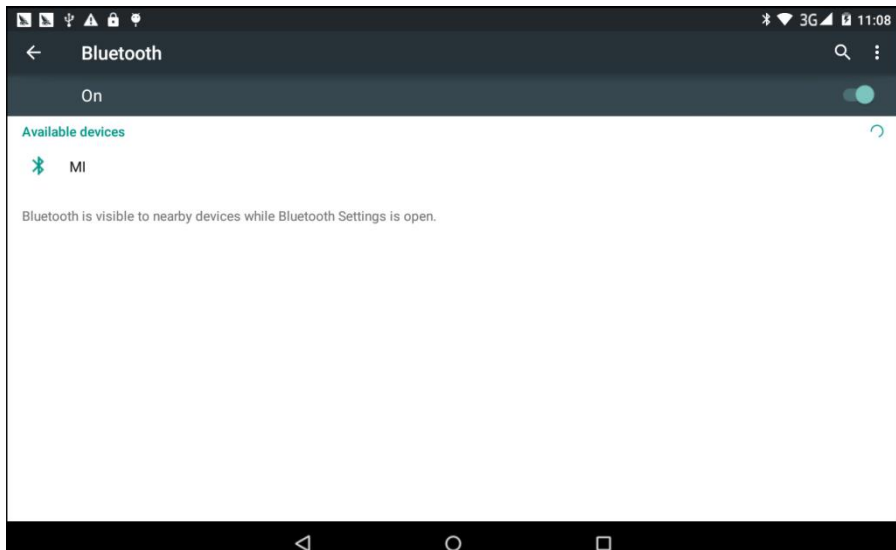 3G 11:08
Bluetooth
On
Available devices
MI
Bluetooth is visible to nearby devices while Bluetooth Settings is open.